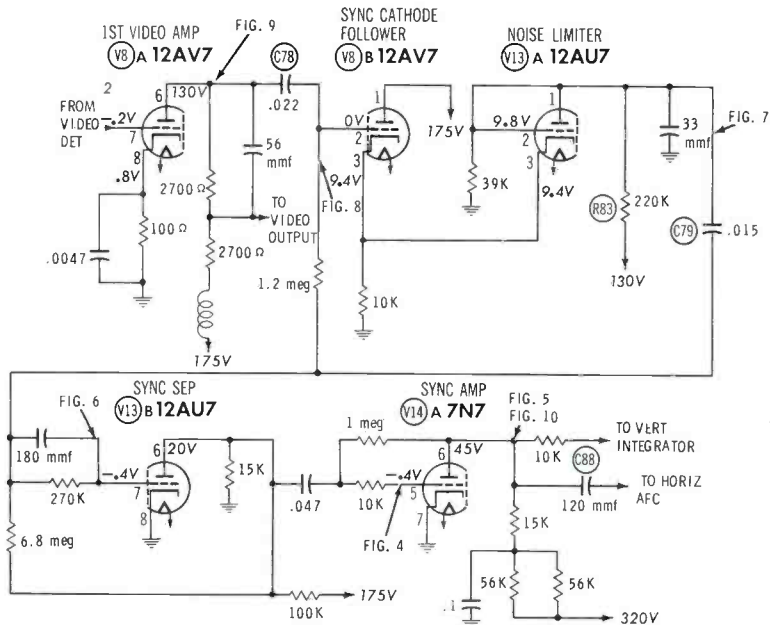 1ST VIDEO AMP
V8 A 12AV7
FIG. 9
C78
SYNC CATHODE
FOLLOWER
V8 B 12AV7
NOISE LIMITER
V13 A 12AU7
2
6
130V
.022
1
1
FROM
VIDEO
DET
-.2V
7
8
.8V
56
mmf
0V
2
3
9.4V
175V
9.8V
2
3
9.4V
33
mmf
FIG. 7
2700 Ω
TO
VIDEO
OUTPUT
FIG. 8
39K
R83
220K
C79
.015
100 Ω
.0047
2700 Ω
1.2 meg
10K
130V
175V
SYNC SEP
V13 B 12AU7
SYNC AMP
V14 A 7N7
FIG. 5
FIG. 10
FIG. 6
6
20V
1 meg
6
45V
TO VERT
INTEGRATOR
10K
180 mmf
-.4V
7
8
15K
-.4V
5
7
C88
TO HORIZ
AFC
120 mmf
270K
.047
10K
FIG. 4
15K
6.8 meg
56K
56K
.1
100K
175V
320V